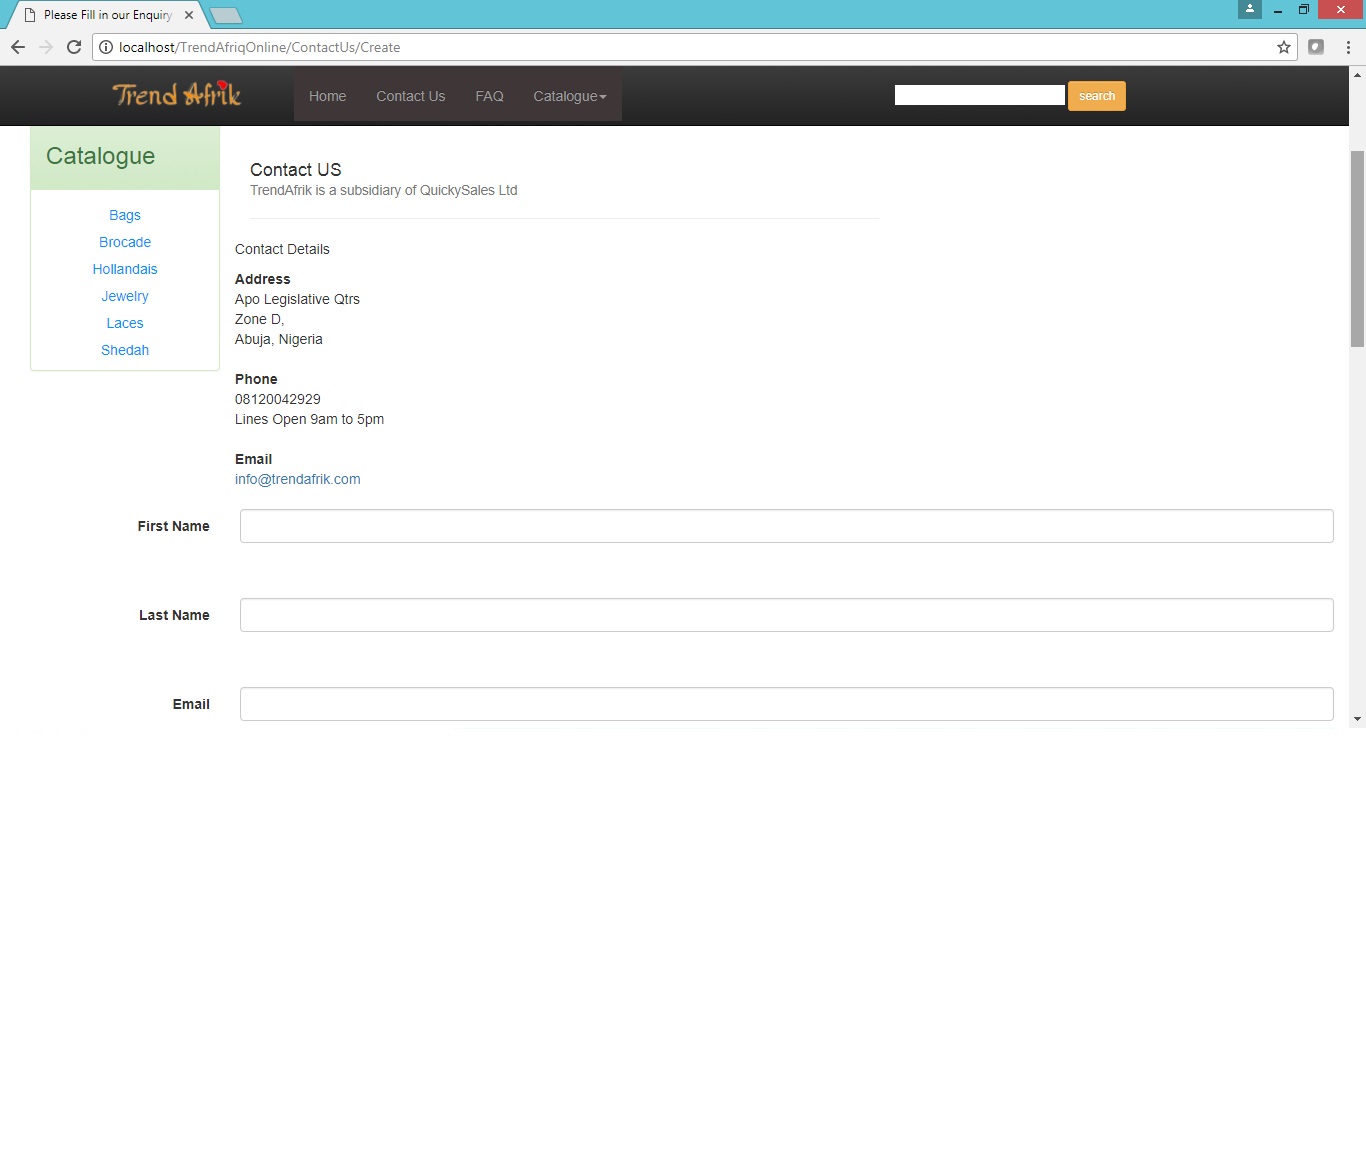 Please Fill in our Enquiry
localhost/TrendAfriqOnline/ContactUs/Create
Trend Afrik
Home
Contact Us
FAQ
Catalogue
search
Catalogue
Bags
Brocade
Hollandais
Jewelry
Laces
Shedah
Contact US
TrendAfrik is a subsidiary of QuickySales Ltd
Contact Details
Address
Apo Legislative Qtrs
Zone D,
Abuja, Nigeria
Phone
08120042929
Lines Open 9am to 5pm
Email
info@trendafrik.com
First Name
Last Name
Email